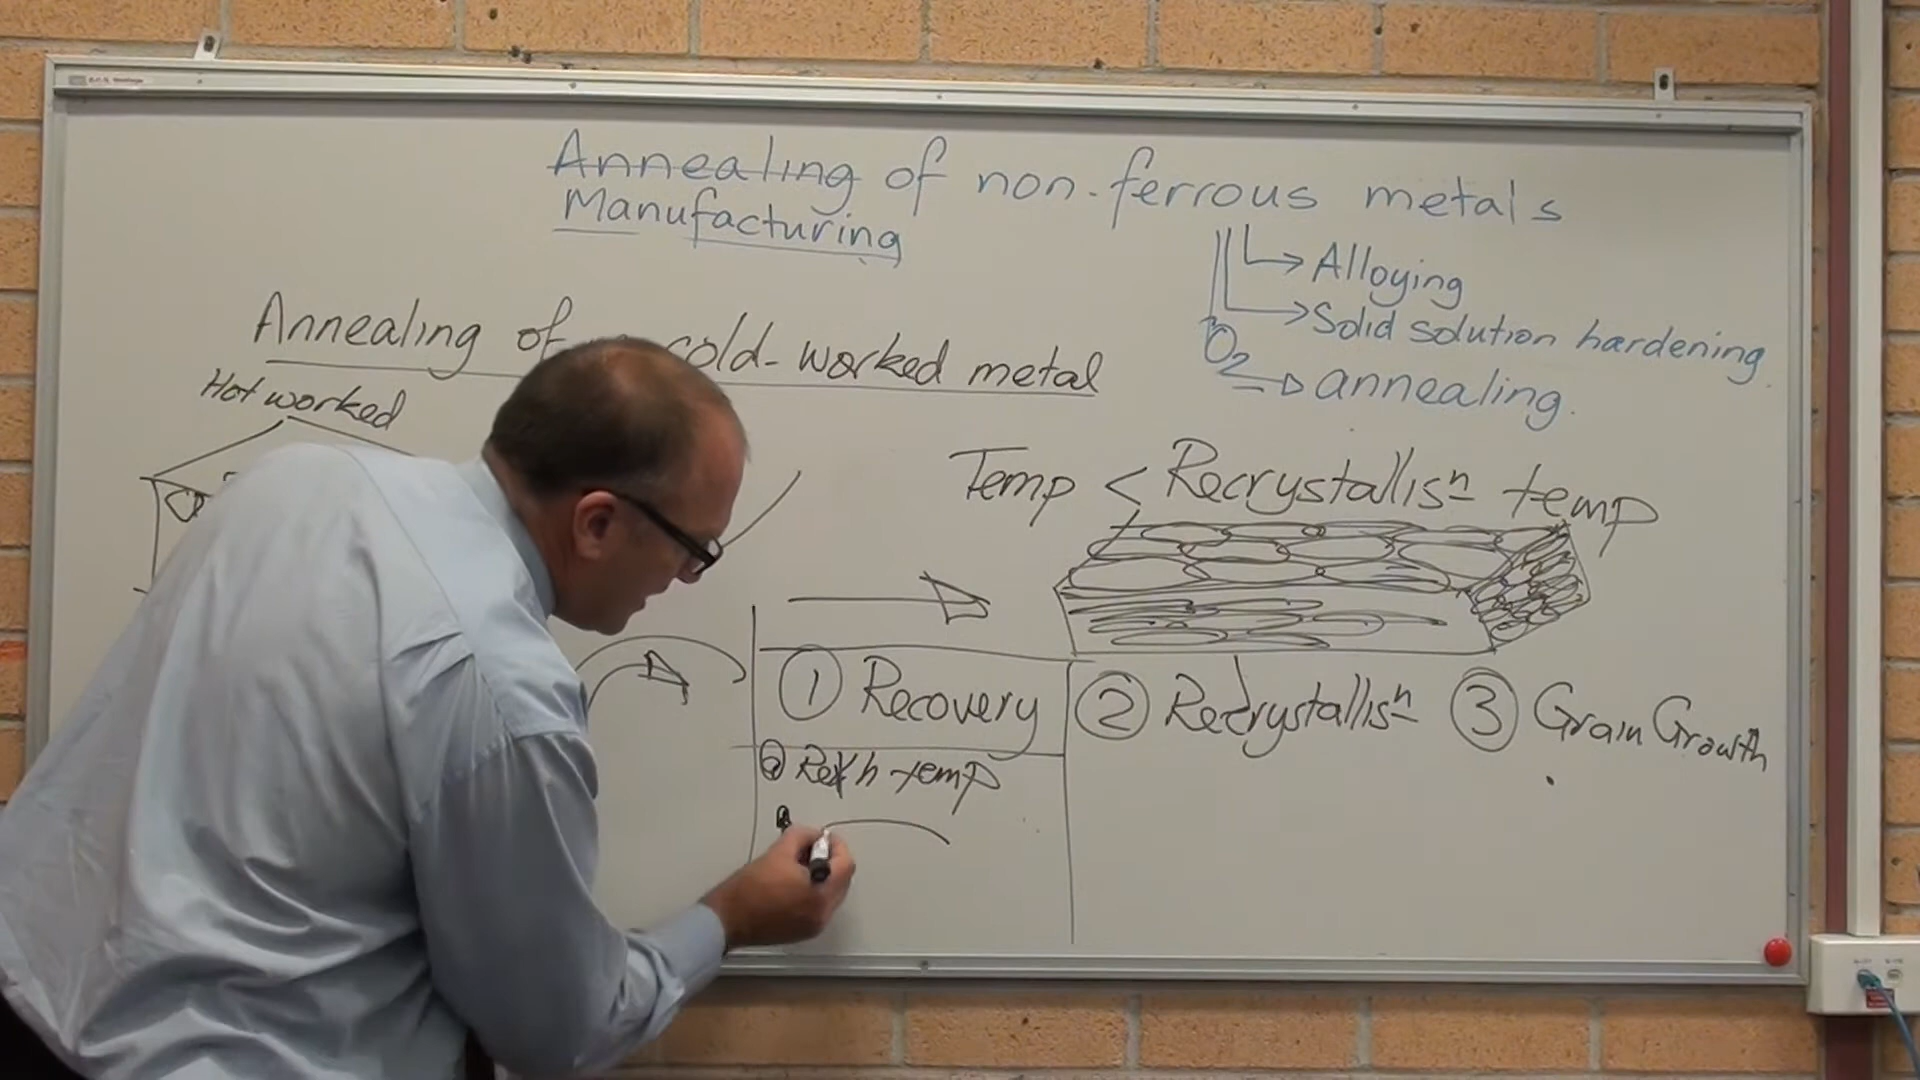 Annealing of non-ferrous metals
Manufacturing
Alloying
Solid solution hardening
O2
annealing.
Annealing of cold-worked metal
Hot worked
Temp < Recrystallisn temp
① Recovery
② Recrystallisn
③ Grain Growth
temp